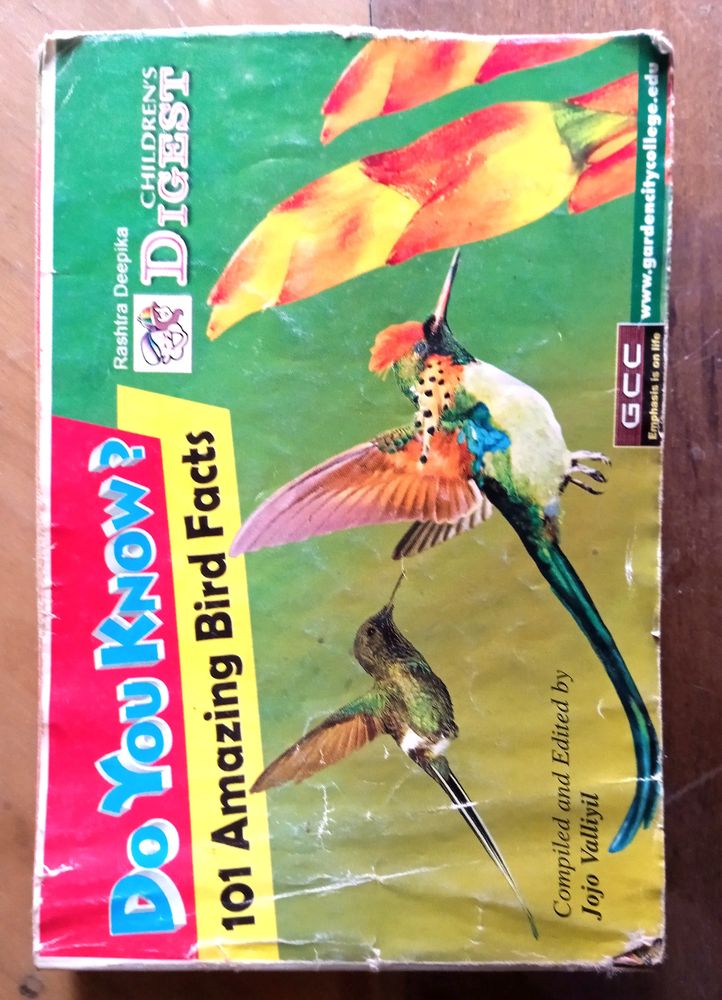 Do You Know?
101 Amazing Bird Facts
Rashtra Deepika
CHILDREN'S
DIGEST
Compiled and Edited by
Jojo Valliyil
GCC
Emphasis is on life
www.gardencitycollege.edu